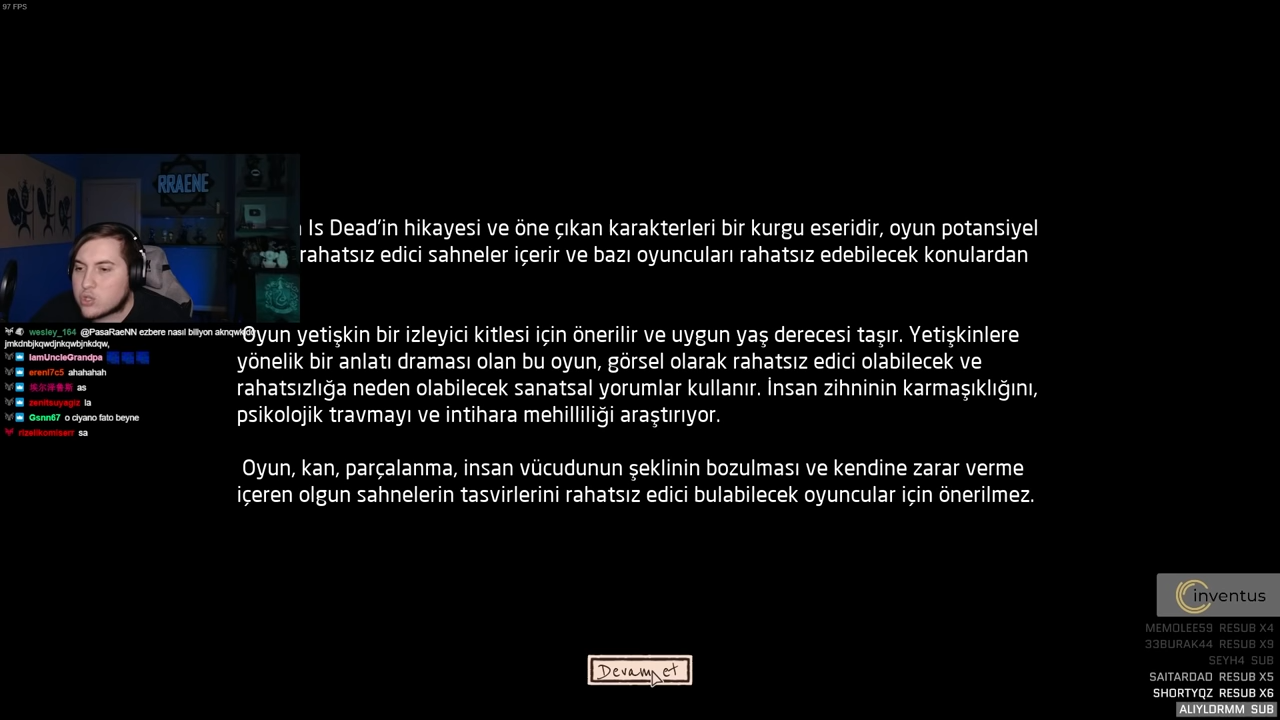 97 FPS
RRAENE
Is Dead'in hikayesi ve öne çıkan karakterleri bir kurgu eseridir, oyun potansiyel
rahatsız edici sahneler içerir ve bazı oyuncuları rahatsız edebilecek konulardan
Oyun yetişkin bir izleyici kitlesi için önerilir ve uygun yaş derecesi taşır. Yetişkinlere
yönelik bir anlatı draması olan bu oyun, görsel olarak rahatsız edici olabilecek ve
rahatsızlığa neden olabilecek sanatsal yorumlar kullanır. İnsan zihninin karmaşıklığını,
psikolojik travmayı ve intihara mehilliliği araştırıyor.
Oyun, kan, parçalanma, insan vücudunun şeklinin bozulması ve kendine zarar verme
içeren olgun sahnelerin tasvirlerini rahatsız edici bulabilecek oyuncular için önerilmez.
wesley_164 @PasaRaeNN ezbere nasıl biliyon
IamUncleGrandpa
erenl7c5 ahahahah
as
zenitsuyagiz la
Gsnn67 o ciyano fato beyne
rizelikomiserr sa
Devam et
inventus
MEMOLEE59 RESUB X4
33BURAK44 RESUB X9
SEYH4 SUB
SAITARDAD RESUB X5
SHORTYQZ RESUB X6
ALIYLDRMM SUB